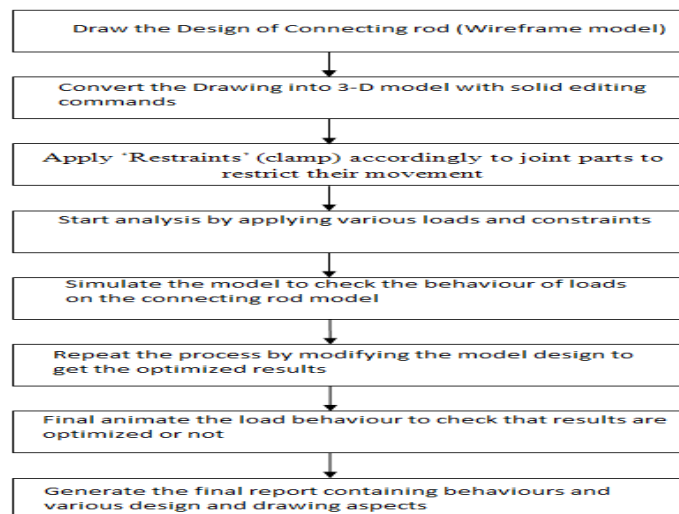 Draw the Design of Connecting rod (Wireframe model)
Convert the Drawing into 3-D model with solid editing
commands
Apply ‘Restraints’ (clamp) accordingly to joint parts to
restrict their movement
Start analysis by applying various loads and constraints
Simulate the model to check the behaviour of loads
on the connecting rod model
Repeat the process by modifying the model design to
get the optimized results
Final animate the load behaviour to check that results are
optimized or not
Generate the final report containing behaviours and
various design and drawing aspects